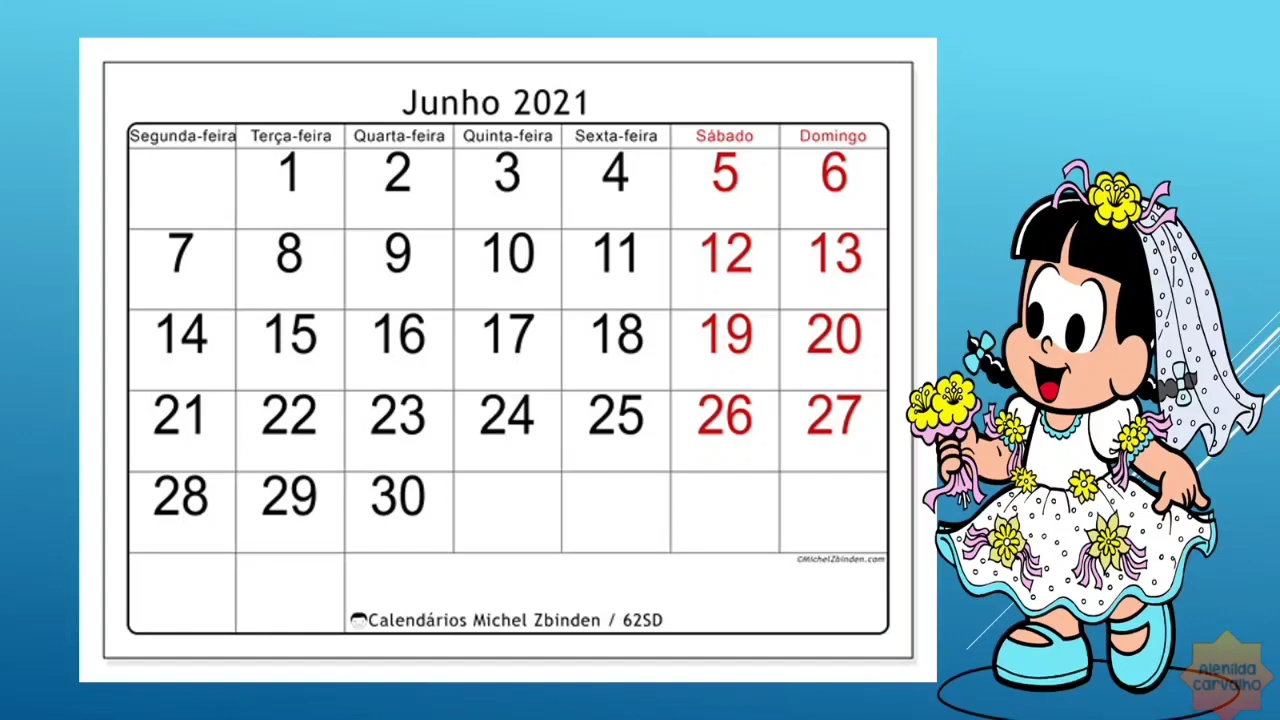 Junho 2021
Segunda-feira Terça-feira Quarta-feira Quinta-feira Sexta-feira Sábado Domingo
1 2 3 4 5 6
7 8 9 10 11 12 13
14 15 16 17 18 19 20
21 22 23 24 25 26 27
28 29 30
©MichelZbinden.com
Calendários Michel Zbinden / 62SD
Alenilda
carvalho